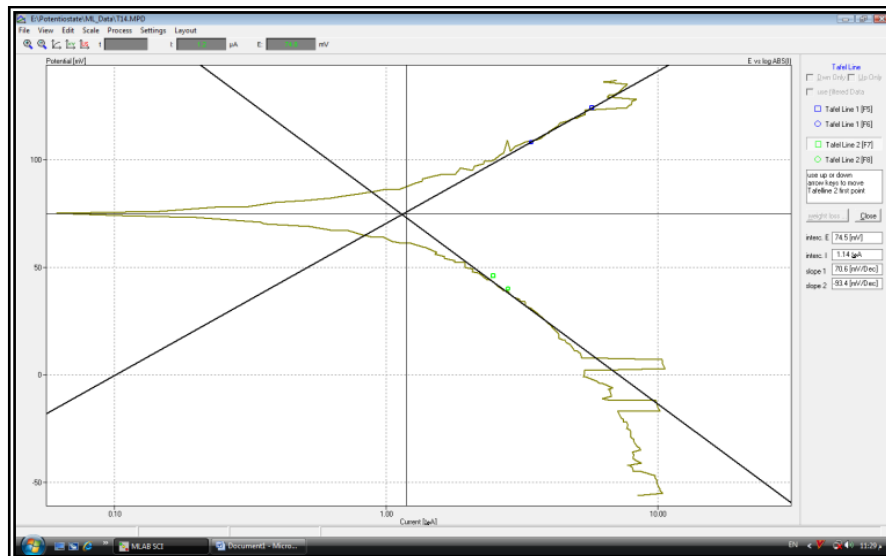 E:\Potentiostate\ML_Data\T14.MPD
File View Edit Scale Process Settings Layout
I: µA E: mV
Potential [mV]
E vs log ABS(I)
100
50
0
-50
0.10 1.00 10.00
Current [µA]
Tafel Line
Down Only Up Only
use filtered Data
Tafel Line 1 [F5]
Tafel Line 1 [F6]
Tafel Line 2 [F7]
Tafel Line 2 [F8]
use up or down
arrow keys to move
Tafelline 2 first point
weight loss Close
intersc. E 74.5 [mV]
intersc. I 1.14 µA
slope 1 70.6 [mV/Dec]
slope 2 -93.4 [mV/Dec]
MLAB SCI
Document1 - Micro...
EN
11:29